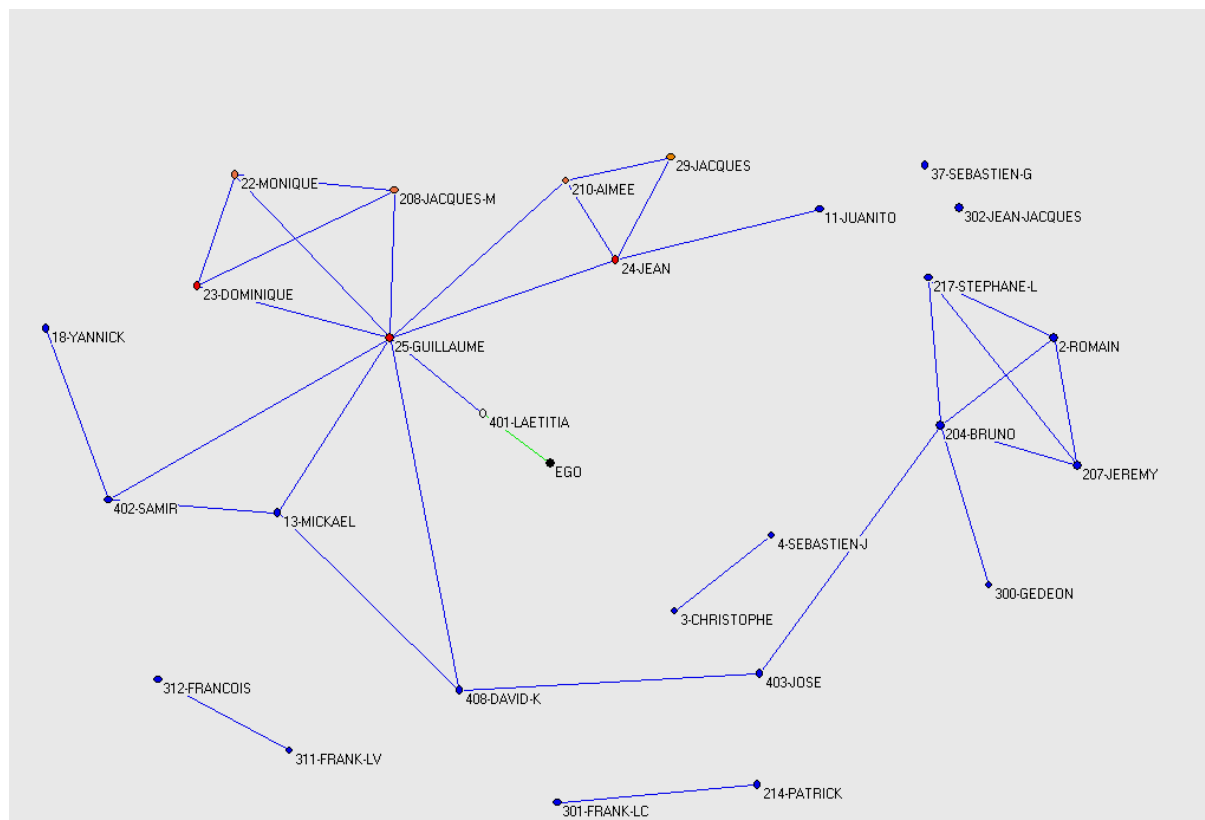 29-JACQUES
37-SEBASTIEN-G
22-MONIQUE
210-AIMEE
208-JACQUES-M
11-JUANITO
302-JEAN-JACQUES
24-JEAN
23-DOMINIQUE
217-STEPHANE-L
18-YANNICK
25-GUILLAUME
2-ROMAIN
401-LAETITIA
204-BRUNO
EGO
207-JEREMY
402-SAMIR
13-MICKAEL
4-SEBASTIEN-J
300-GEDEON
3-CHRISTOPHE
403-JOSE
312-FRANCOIS
408-DAVID-K
311-FRANK-LV
214-PATRICK
301-FRANK-LC